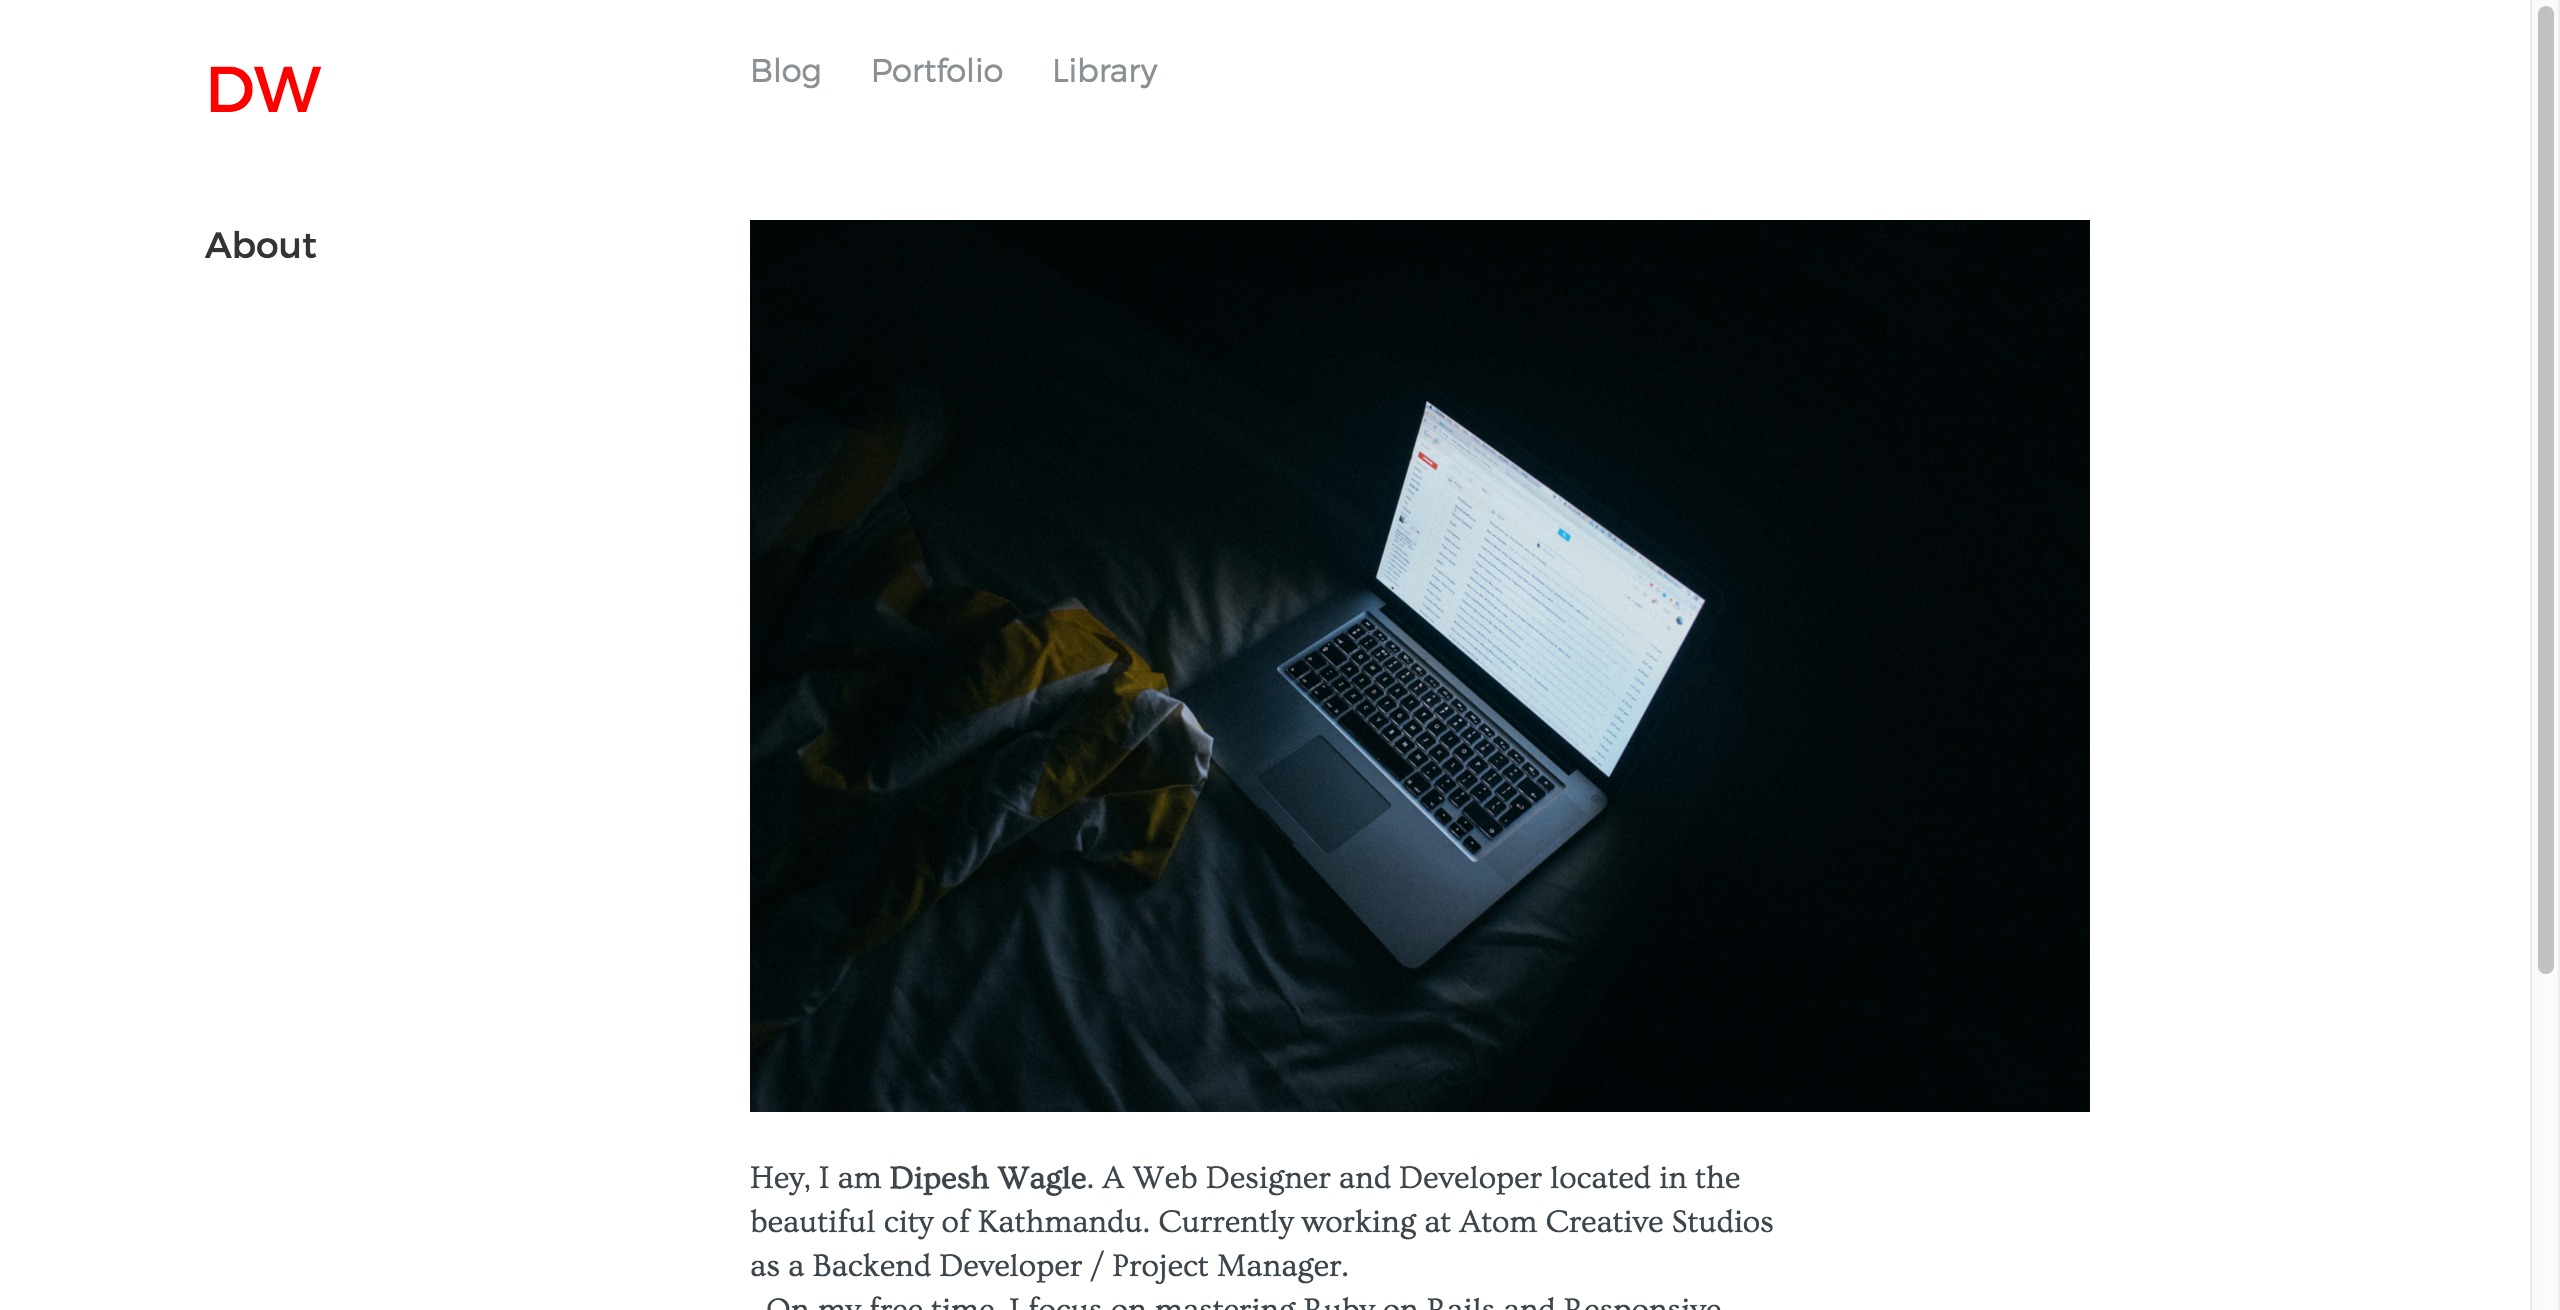 DW
Blog Portfolio Library
About
Hey, I am Dipesh Wagle. A Web Designer and Developer located in the
beautiful city of Kathmandu. Currently working at Atom Creative Studios
as a Backend Developer / Project Manager.
On my free time, I focus on mastering Ruby on Rails and Responsive